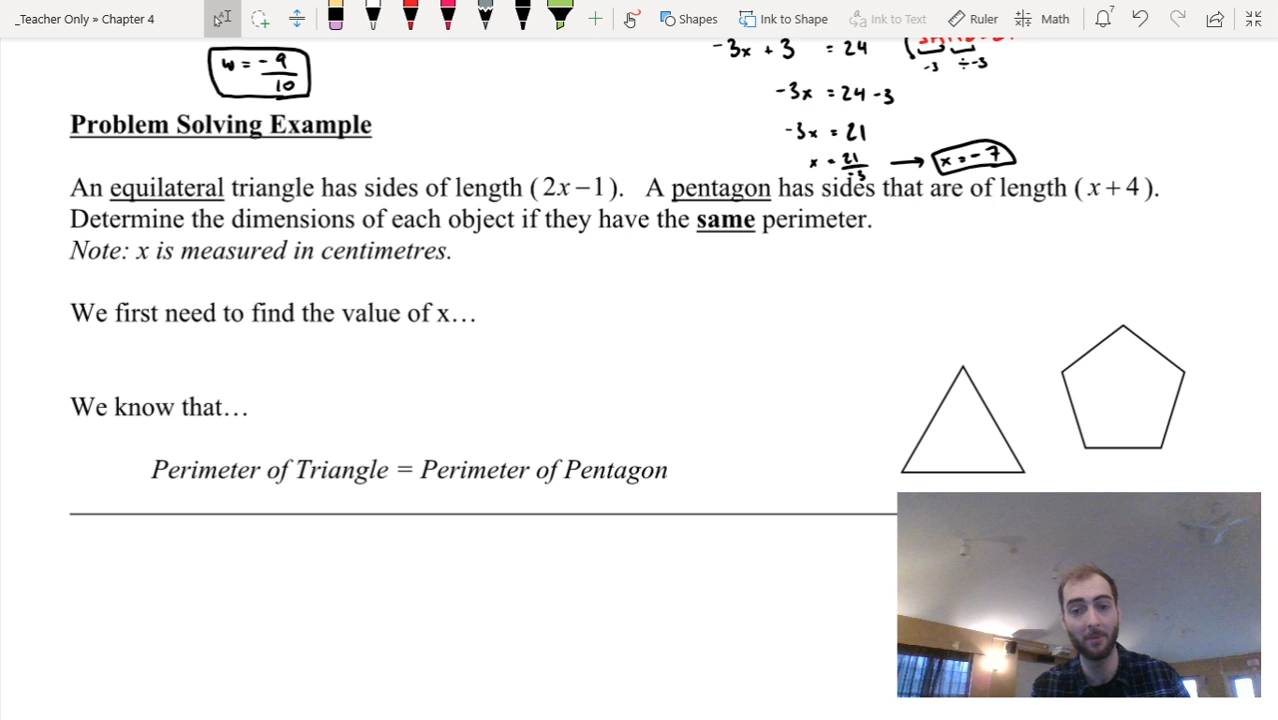 _Teacher Only » Chapter 4
Shapes
Ink to Shape
Ink to Text
Ruler
Math
7
w = -9/10
-3x + 3 = 24
-3 ÷-3
-3x = 24 -3
-3x = 21
x = 21/-3 → x = -7
Problem Solving Example
An equilateral triangle has sides of length (2x−1). A pentagon has sides that are of length (x+4).
Determine the dimensions of each object if they have the same perimeter.
Note: x is measured in centimetres.
We first need to find the value of x…
We know that…
Perimeter of Triangle = Perimeter of Pentagon